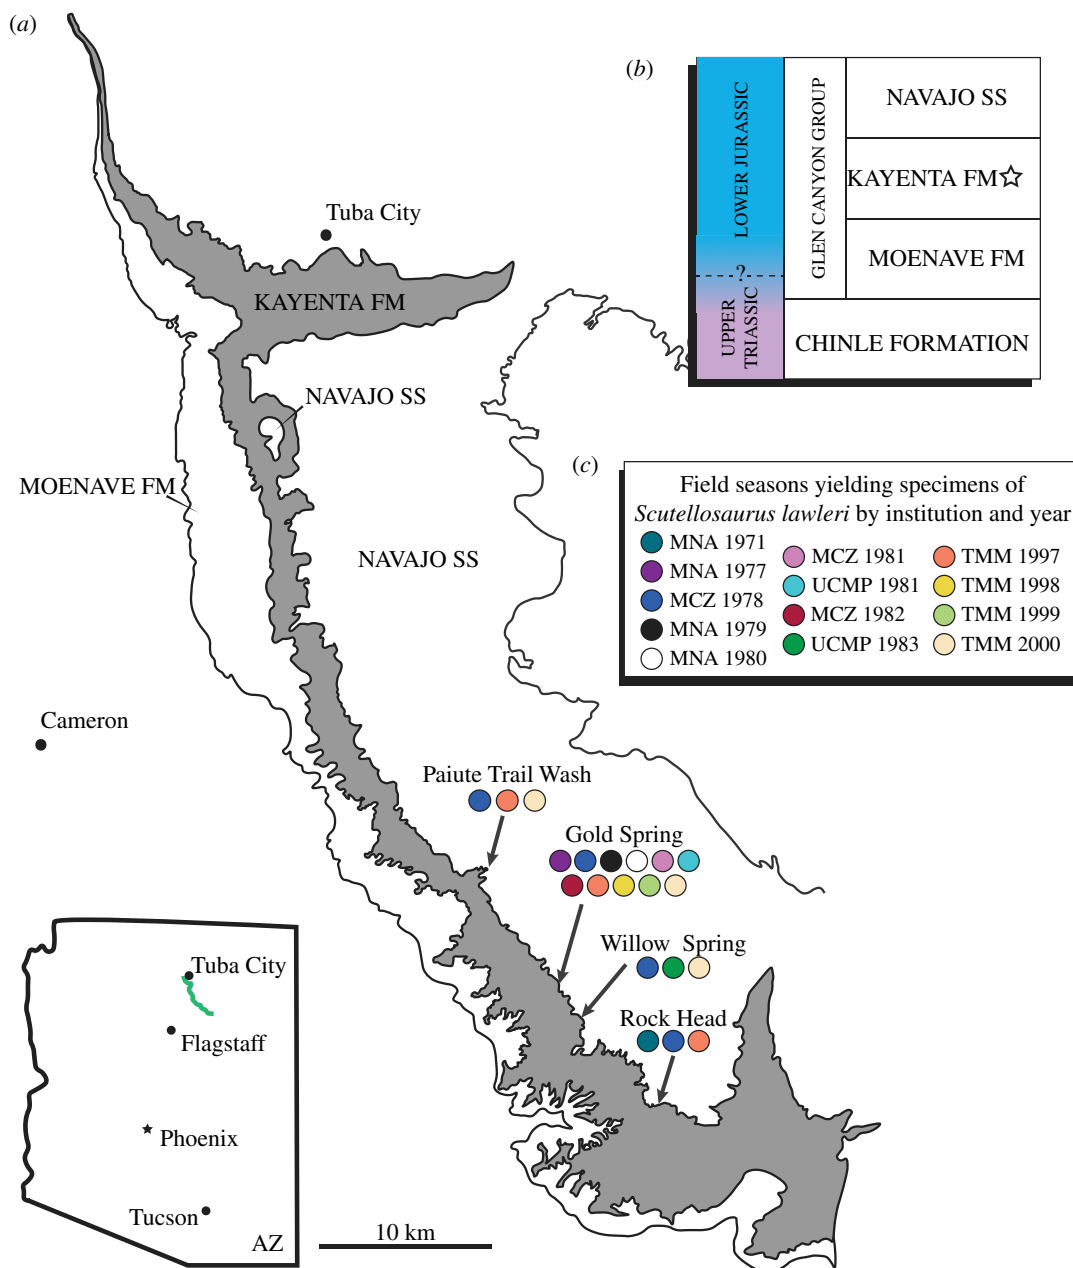 (a)
Tuba City
KAYENTA FM
NAVAJO SS
MOENAVE FM
NAVAJO SS
Cameron
Paiute Trail Wash
Gold Spring
Willow Spring
Rock Head
Tuba City
Flagstaff
Phoenix
Tucson
AZ
10 km
(b)
LOWER JURASSIC
?
UPPER
TRIASSIC
GLEN CANYON GROUP
NAVAJO SS
KAYENTA FM
MOENAVE FM
CHINLE FORMATION
(c)
Field seasons yielding specimens of
Scutellosaurus lawleri by institution and year
MNA 1971
MNA 1977
MCZ 1978
MNA 1979
MNA 1980
MCZ 1981
UCMP 1981
MCZ 1982
UCMP 1983
TMM 1997
TMM 1998
TMM 1999
TMM 2000